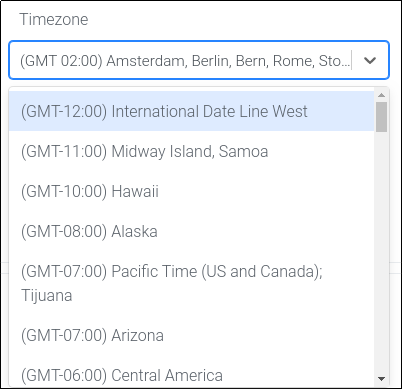 Timezone
(GMT 02:00) Amsterdam, Berlin, Bern, Rome, Sto...
(GMT-12:00) International Date Line West
(GMT-11:00) Midway Island, Samoa
(GMT-10:00) Hawaii
(GMT-08:00) Alaska
(GMT-07:00) Pacific Time (US and Canada);
Tijuana
(GMT-07:00) Arizona
(GMT-06:00) Central America